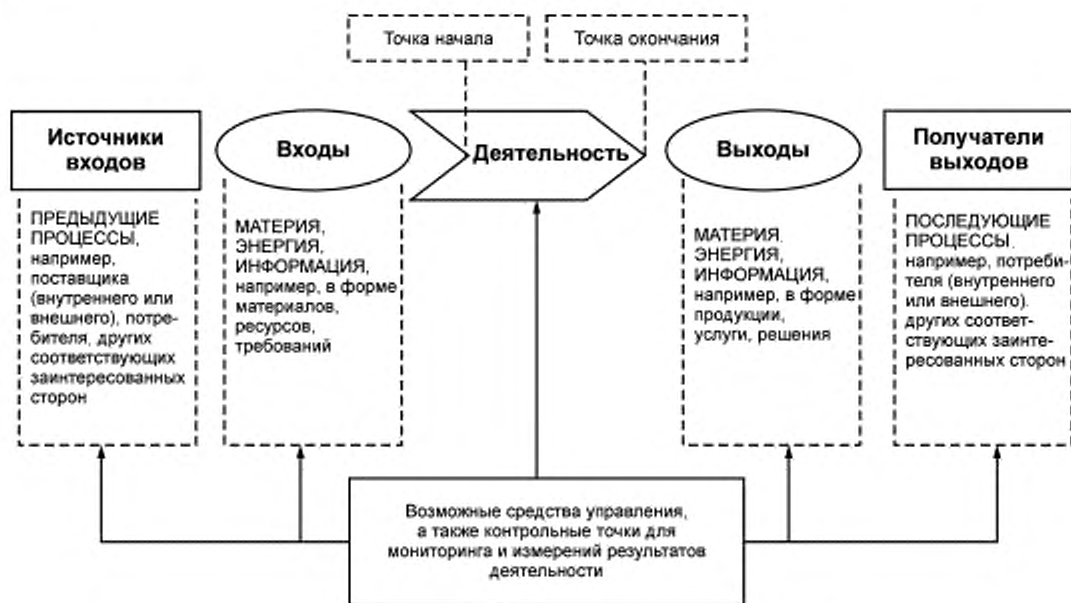 Точка начала
Точка окончания
Источники
входов
Входы
Деятельность
Выходы
Получатели
выходов
ПРЕДЫДУЩИЕ
ПРОЦЕССЫ,
например,
поставщика
(внутреннего или
внешнего), потре-
бителя, других
соответствующих
заинтересованных
сторон
МАТЕРИЯ,
ЭНЕРГИЯ,
ИНФОРМАЦИЯ,
например, в форме
материалов,
ресурсов,
требований
МАТЕРИЯ,
ЭНЕРГИЯ,
ИНФОРМАЦИЯ,
например, в форме
продукции,
услуги, решения
ПОСЛЕДУЮЩИЕ
ПРОЦЕССЫ,
например, потреби-
теля (внутреннего
или внешнего),
других соответ-
ствующих заинте-
ресованных сторон
Возможные средства управления,
а также контрольные точки для
мониторинга и измерений результатов
деятельности